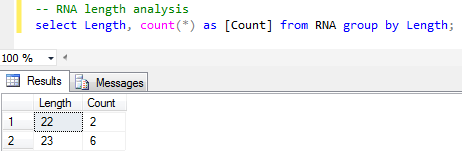 -- RNA length analysis
select Length, count(*) as [Count] from RNA group by Length;
100 %
Results Messages
Length Count
1 22 2
2 23 6